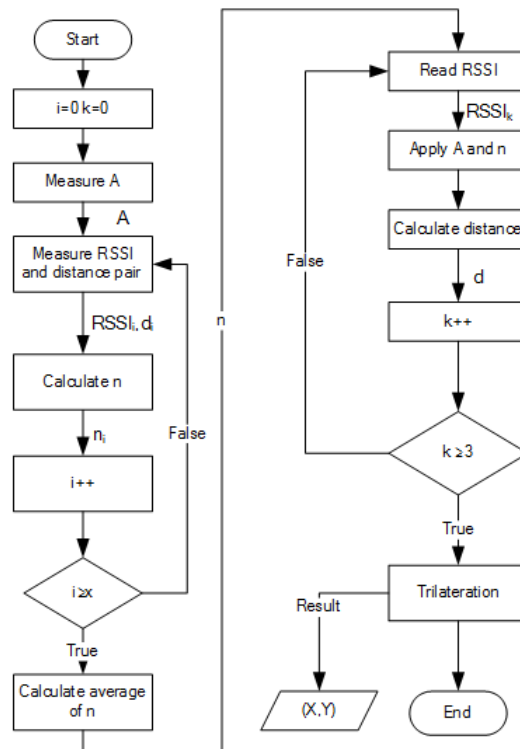 Start
i=0 k=0
Measure A
A
Measure RSSI
and distance pair
RSSIᵢ, dᵢ
Calculate n
nᵢ
False
i++
i≥x
True
Calculate average
of n
n
Read RSSI
RSSIₖ
Apply A and n
Calculate distance
False
d
k++
k≥3
True
Trilateration
Result
(X,Y)
End